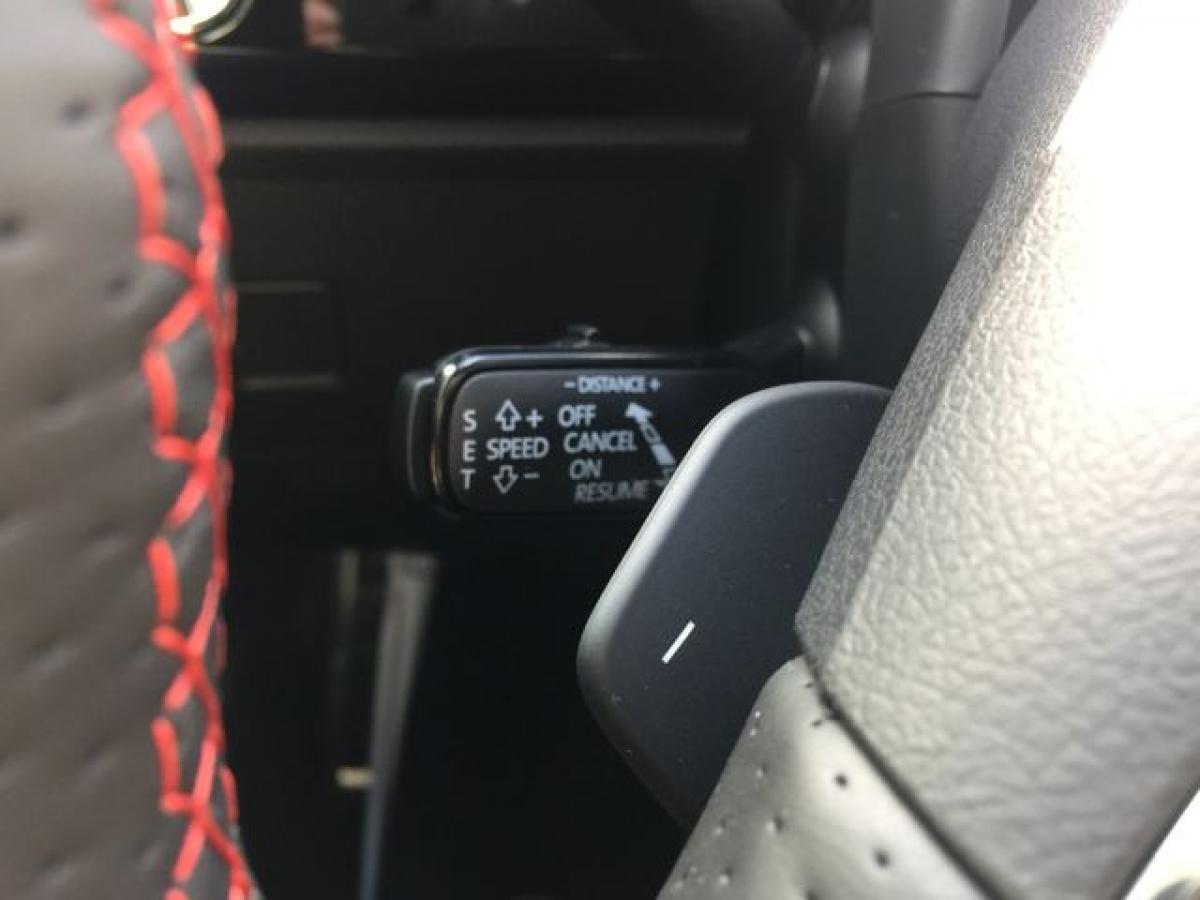 - DISTANCE +
S E T
+
SPEED
-
OFF
CANCEL
ON
RESUME
-